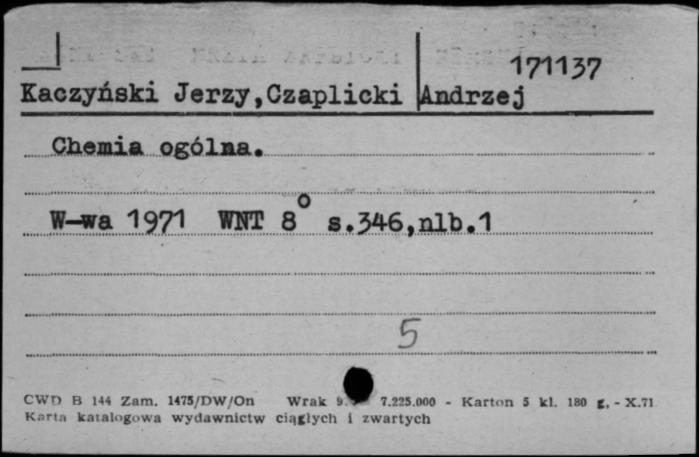 171137
Kaczyński Jerzy,Czaplicki Andrzej
Chemia ogólna.
W-wa 1971 WNT 8° s.346,nlb.1
5
CWD B 144 Zam. 1475/DW/On Wrak 7.225.000 - Karton 5 kl. 180 g, - X.71
Karta katalogowa wydawnictw ciągłych i zwartych